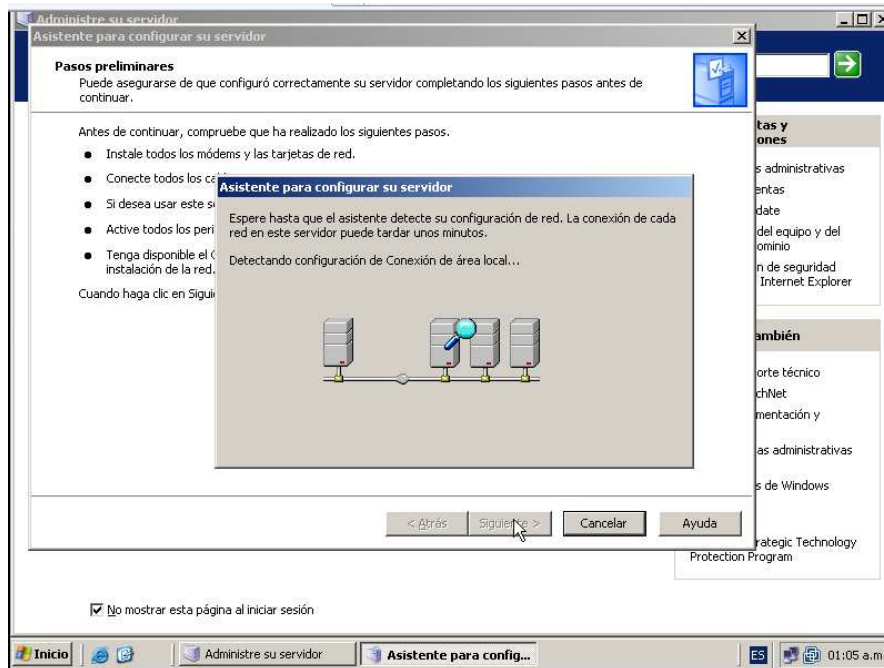 Administre su servidor
Asistente para configurar su servidor
Pasos preliminares
Puede asegurarse de que configuró correctamente su servidor completando los siguientes pasos antes de
continuar.
Antes de continuar, compruebe que ha realizado los siguientes pasos.
Instale todos los módems y las tarjetas de red.
Conecte todos los
Si desea usar este
Active todos los
Tenga disponible el
instalación de la red.
Cuando haga clic en
Asistente para configurar su servidor
Espere hasta que el asistente detecte su configuración de red. La conexión de cada
red en este servidor puede tardar unos minutos.
Detectando configuración de Conexión de área local...
< Atrás
Siguiente >
Cancelar
Ayuda
tas y
ones
s administrativas
entas
date
del equipo y del
ominio
n de seguridad
Internet Explorer
ambién
orte técnico
chNet
mentación y
as administrativas
s de Windows
rategic Technology
Protection Program
No mostrar esta página al iniciar sesión
Inicio
Administre su servidor
Asistente para config...
ES
01:05 a.m